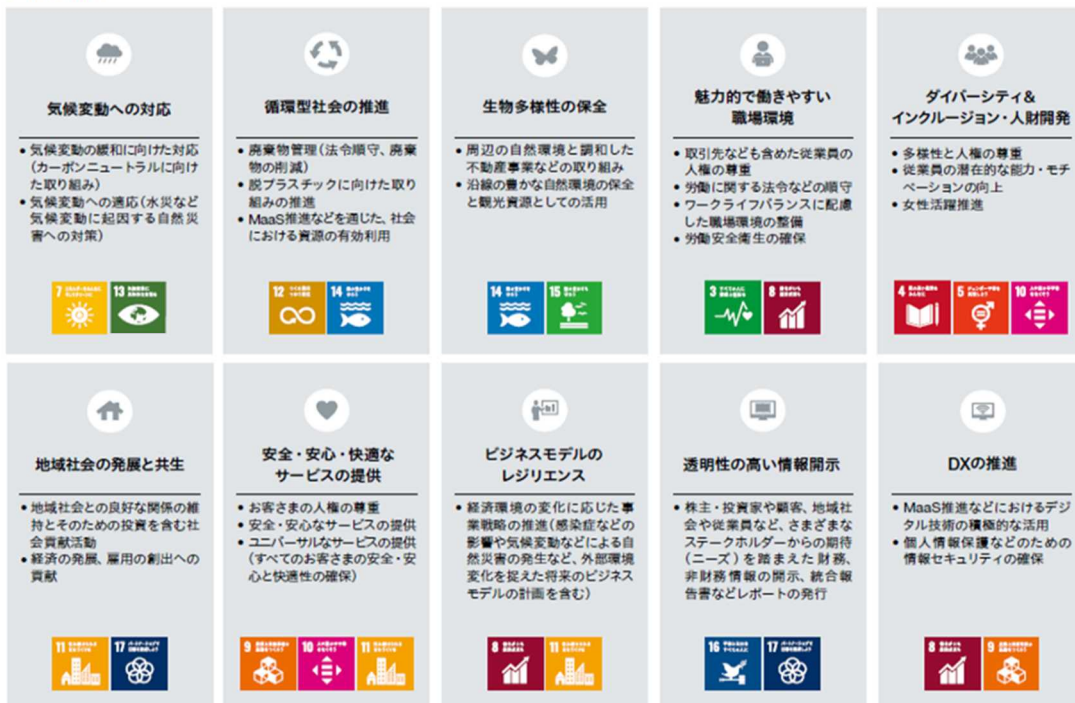 気候変動への対応
• 気候変動の緩和に向けた対応
(カーボンニュートラルに向け
た取り組み)
• 気候変動への適応(水災など
気候変動に起因する自然災
害への対策)
7
13
循環型社会の推進
• 廃棄物管理(法令順守、廃棄
物の削減)
• 脱プラスチックに向けた取り
組みの推進
• MaaS推進などを通じた、社会
における資源の有効利用
12
14
生物多様性の保全
• 周辺の自然環境と調和した
不動産事業などの取り組み
• 沿線の豊かな自然環境の保全
と観光資源としての活用
14
15
魅力的で働きやすい
職場環境
• 取引先なども含めた従業員の
人権の尊重
• 労働に関する法令などの順守
• ワークライフバランスに配慮
した職場環境の整備
• 労働安全衛生の確保
3
8
ダイバーシティ&
インクルージョン・人財開発
• 多様性と人権の尊重
• 従業員の潜在的な能力・モチ
ベーションの向上
• 女性活躍推進
4
5
10
地域社会の発展と共生
• 地域社会との良好な関係の維
持とそのための投資を含む社
会貢献活動
• 経済の発展、雇用の創出への
貢献
11
17
安全・安心・快適な
サービスの提供
• お客さまの人権の尊重
• 安全・安心なサービスの提供
• ユニバーサルなサービスの提供
(すべてのお客さまの安全・安
心と快適性の確保)
9
10
11
ビジネスモデルの
レジリエンス
• 経済環境の変化に応じた事
業戦略の推進(感染症などの
影響や気候変動などによる自
然災害の発生など、外部環境
変化を捉えた将来のビジネス
モデルの計画を含む)
8
11
透明性の高い情報開示
• 株主・投資家や顧客、地域社
会や従業員など、さまざまな
ステークホルダーからの期待
(ニーズ)を踏まえた財務、
非財務情報の開示、統合報
告書などレポートの発行
16
17
DXの推進
• MaaS推進などにおけるデジ
タル技術の積極的な活用
• 個人情報保護などのための
情報セキュリティの確保
8
9